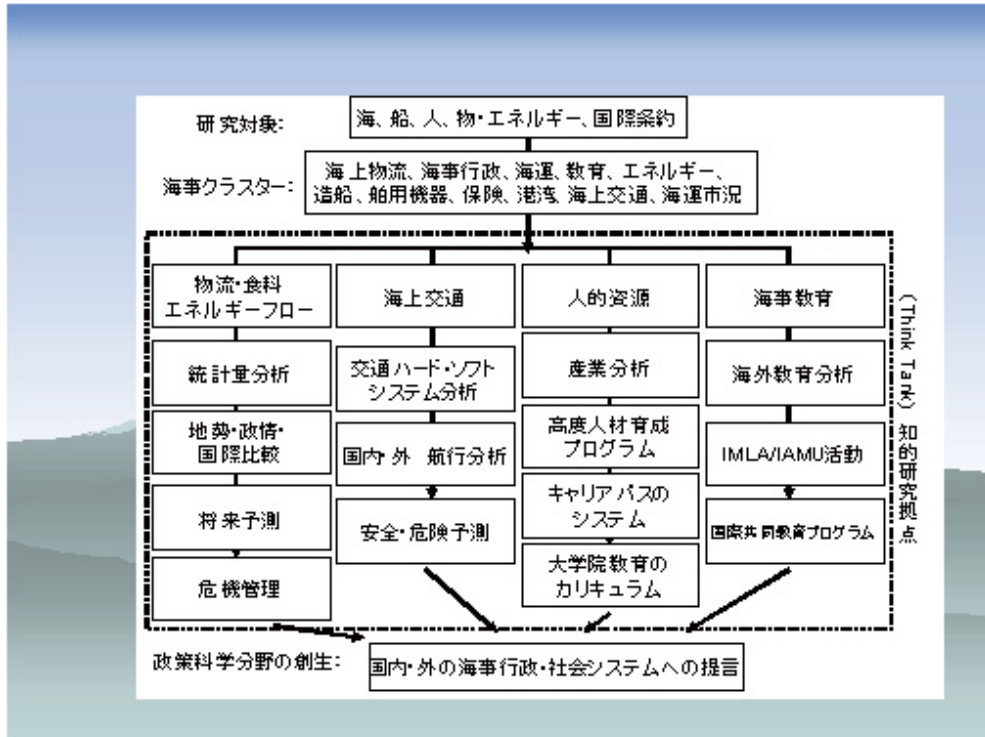 研究対象:
海、船、人、物・エネルギー、国際条約
海事クラスター:
海上物流、海事行政、海運、教育、エネルギー、
造船、舶用機器、保険、港湾、海上交通、海運市況
物流・食料
エネルギーフロー
統計量分析
地勢・政情・
国際比較
将来予測
危機管理
海上交通
交通ハード・ソフト
システム分析
国内・外 航行分析
安全・危険予測
人的資源
産業分析
高度人材育成
プログラム
キャリアパスの
システム
大学院教育の
カリキュラム
海事教育
海外教育分析
IMLA/IAMU活動
国際共同教育プログラム
(Think Tank) 知的研究拠点
政策科学分野の創生:
国内・外の海事行政・社会システムへの提言